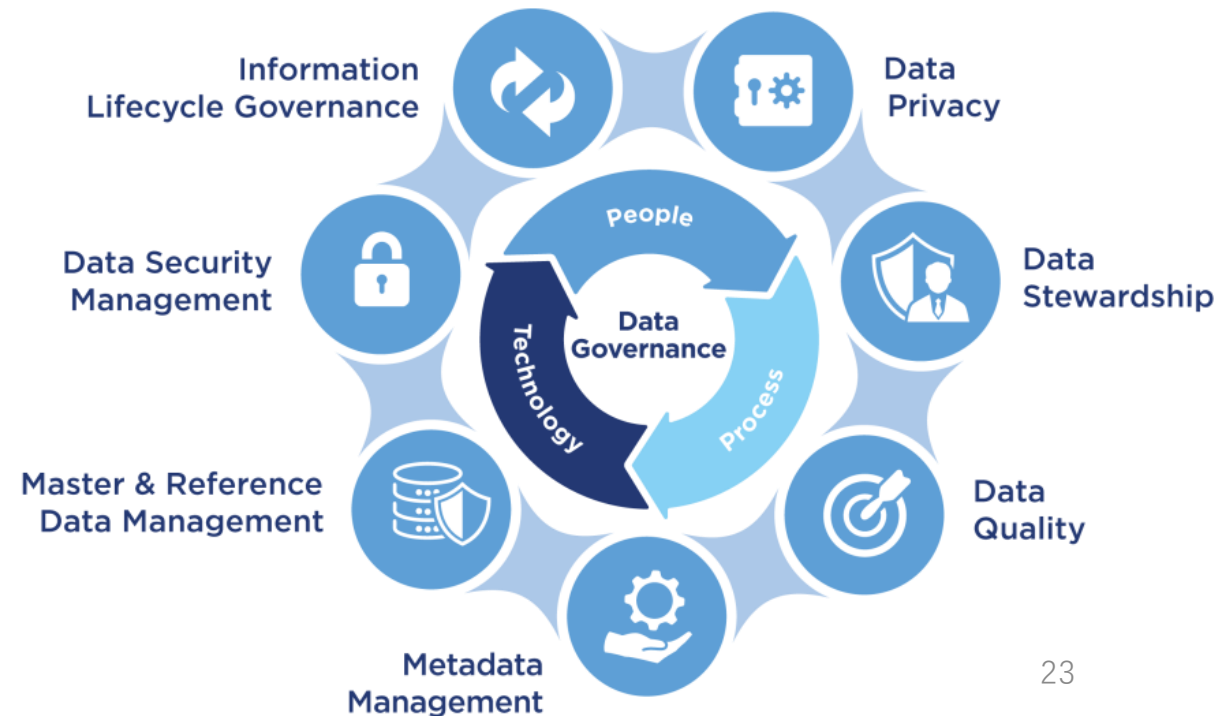 Information
Lifecycle Governance
Data
Privacy
Data Security
Management
People
Data
Stewardship
Data
Governance
Technology
Process
Master & Reference
Data Management
Data
Quality
Metadata
Management
23